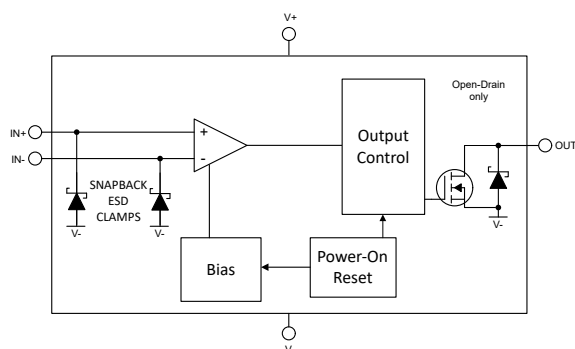 V+
Open-Drain
only
IN+
IN-
+
-
Output
Control
OUT
SNAPBACK
ESD
CLAMPS
V-
V-
V-
Bias
Power-On
Reset
V